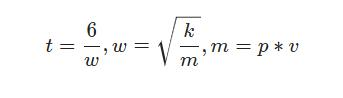 t = 6/w, w = √(k/m), m = p * v